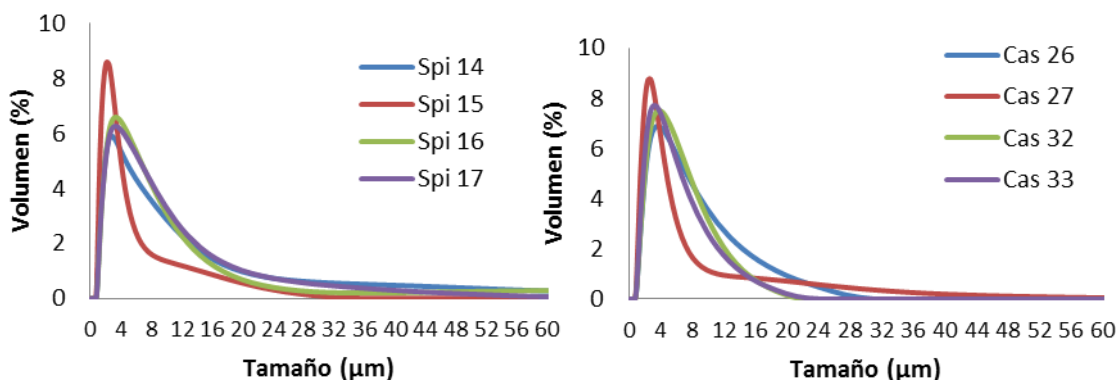 Volumen (%)
10
8
6
4
2
0
0 4 8 12 16 20 24 28 32 36 40 44 48 52 56 60
Tamaño (µm)
Spi 14
Spi 15
Spi 16
Spi 17
Volumen (%)
10
8
6
4
2
0
0 4 8 12 16 20 24 28 32 36 40 44 48 52 56 60
Tamaño (µm)
Cas 26
Cas 27
Cas 32
Cas 33